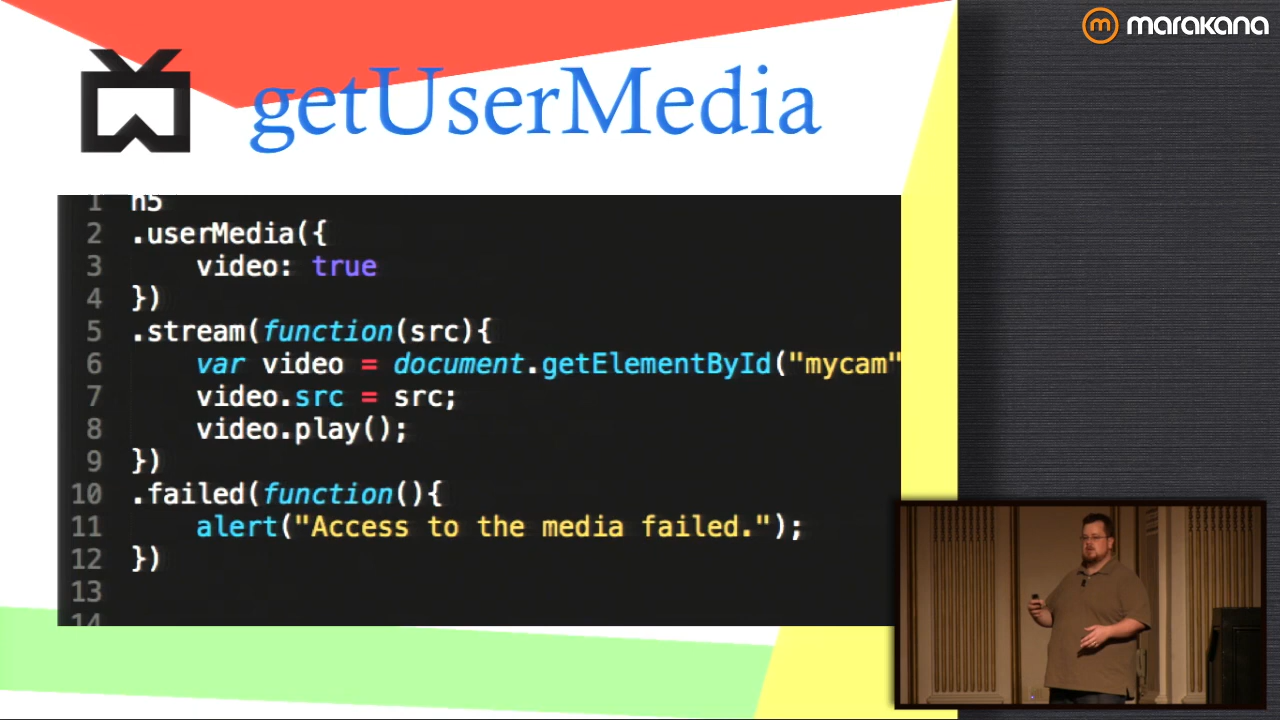 marakana
getUserMedia
1 h5
2 .userMedia({
3 video: true
4 })
5 .stream(function(src){
6 var video = document.getElementById("mycam"
7 video.src = src;
8 video.play();
9 })
10 .failed(function(){
11 alert("Access to the media failed.");
12 })
13
14